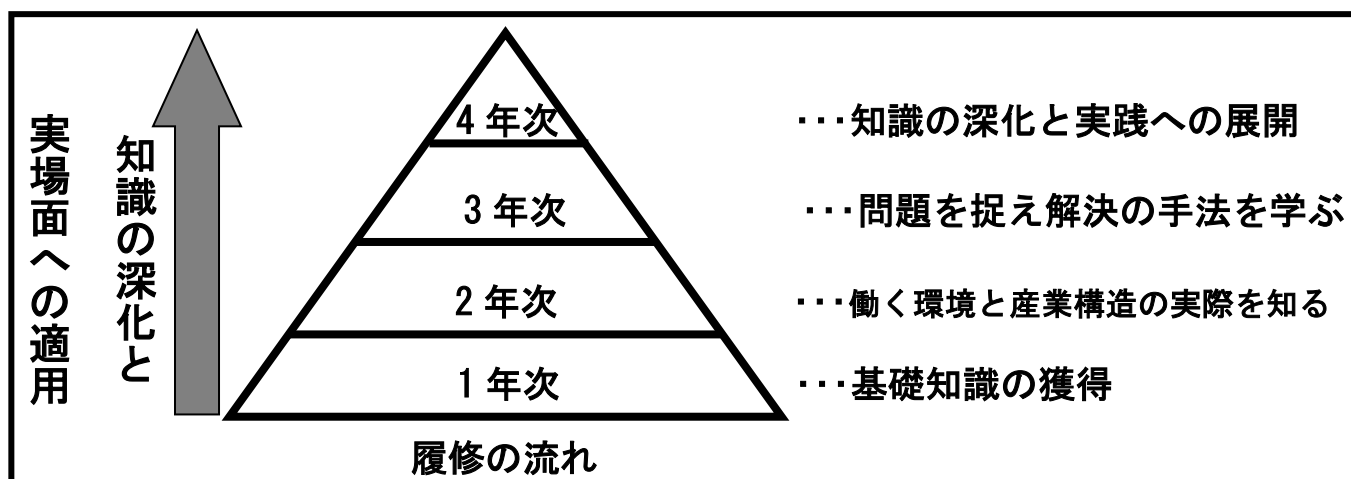 知識の深化と
実場面への適用
4年次
･･･知識の深化と実践への展開
3年次
･･･問題を捉え解決の手法を学ぶ
2年次
･･･働く環境と産業構造の実際を知る
1年次
･･･基礎知識の獲得
履修の流れ